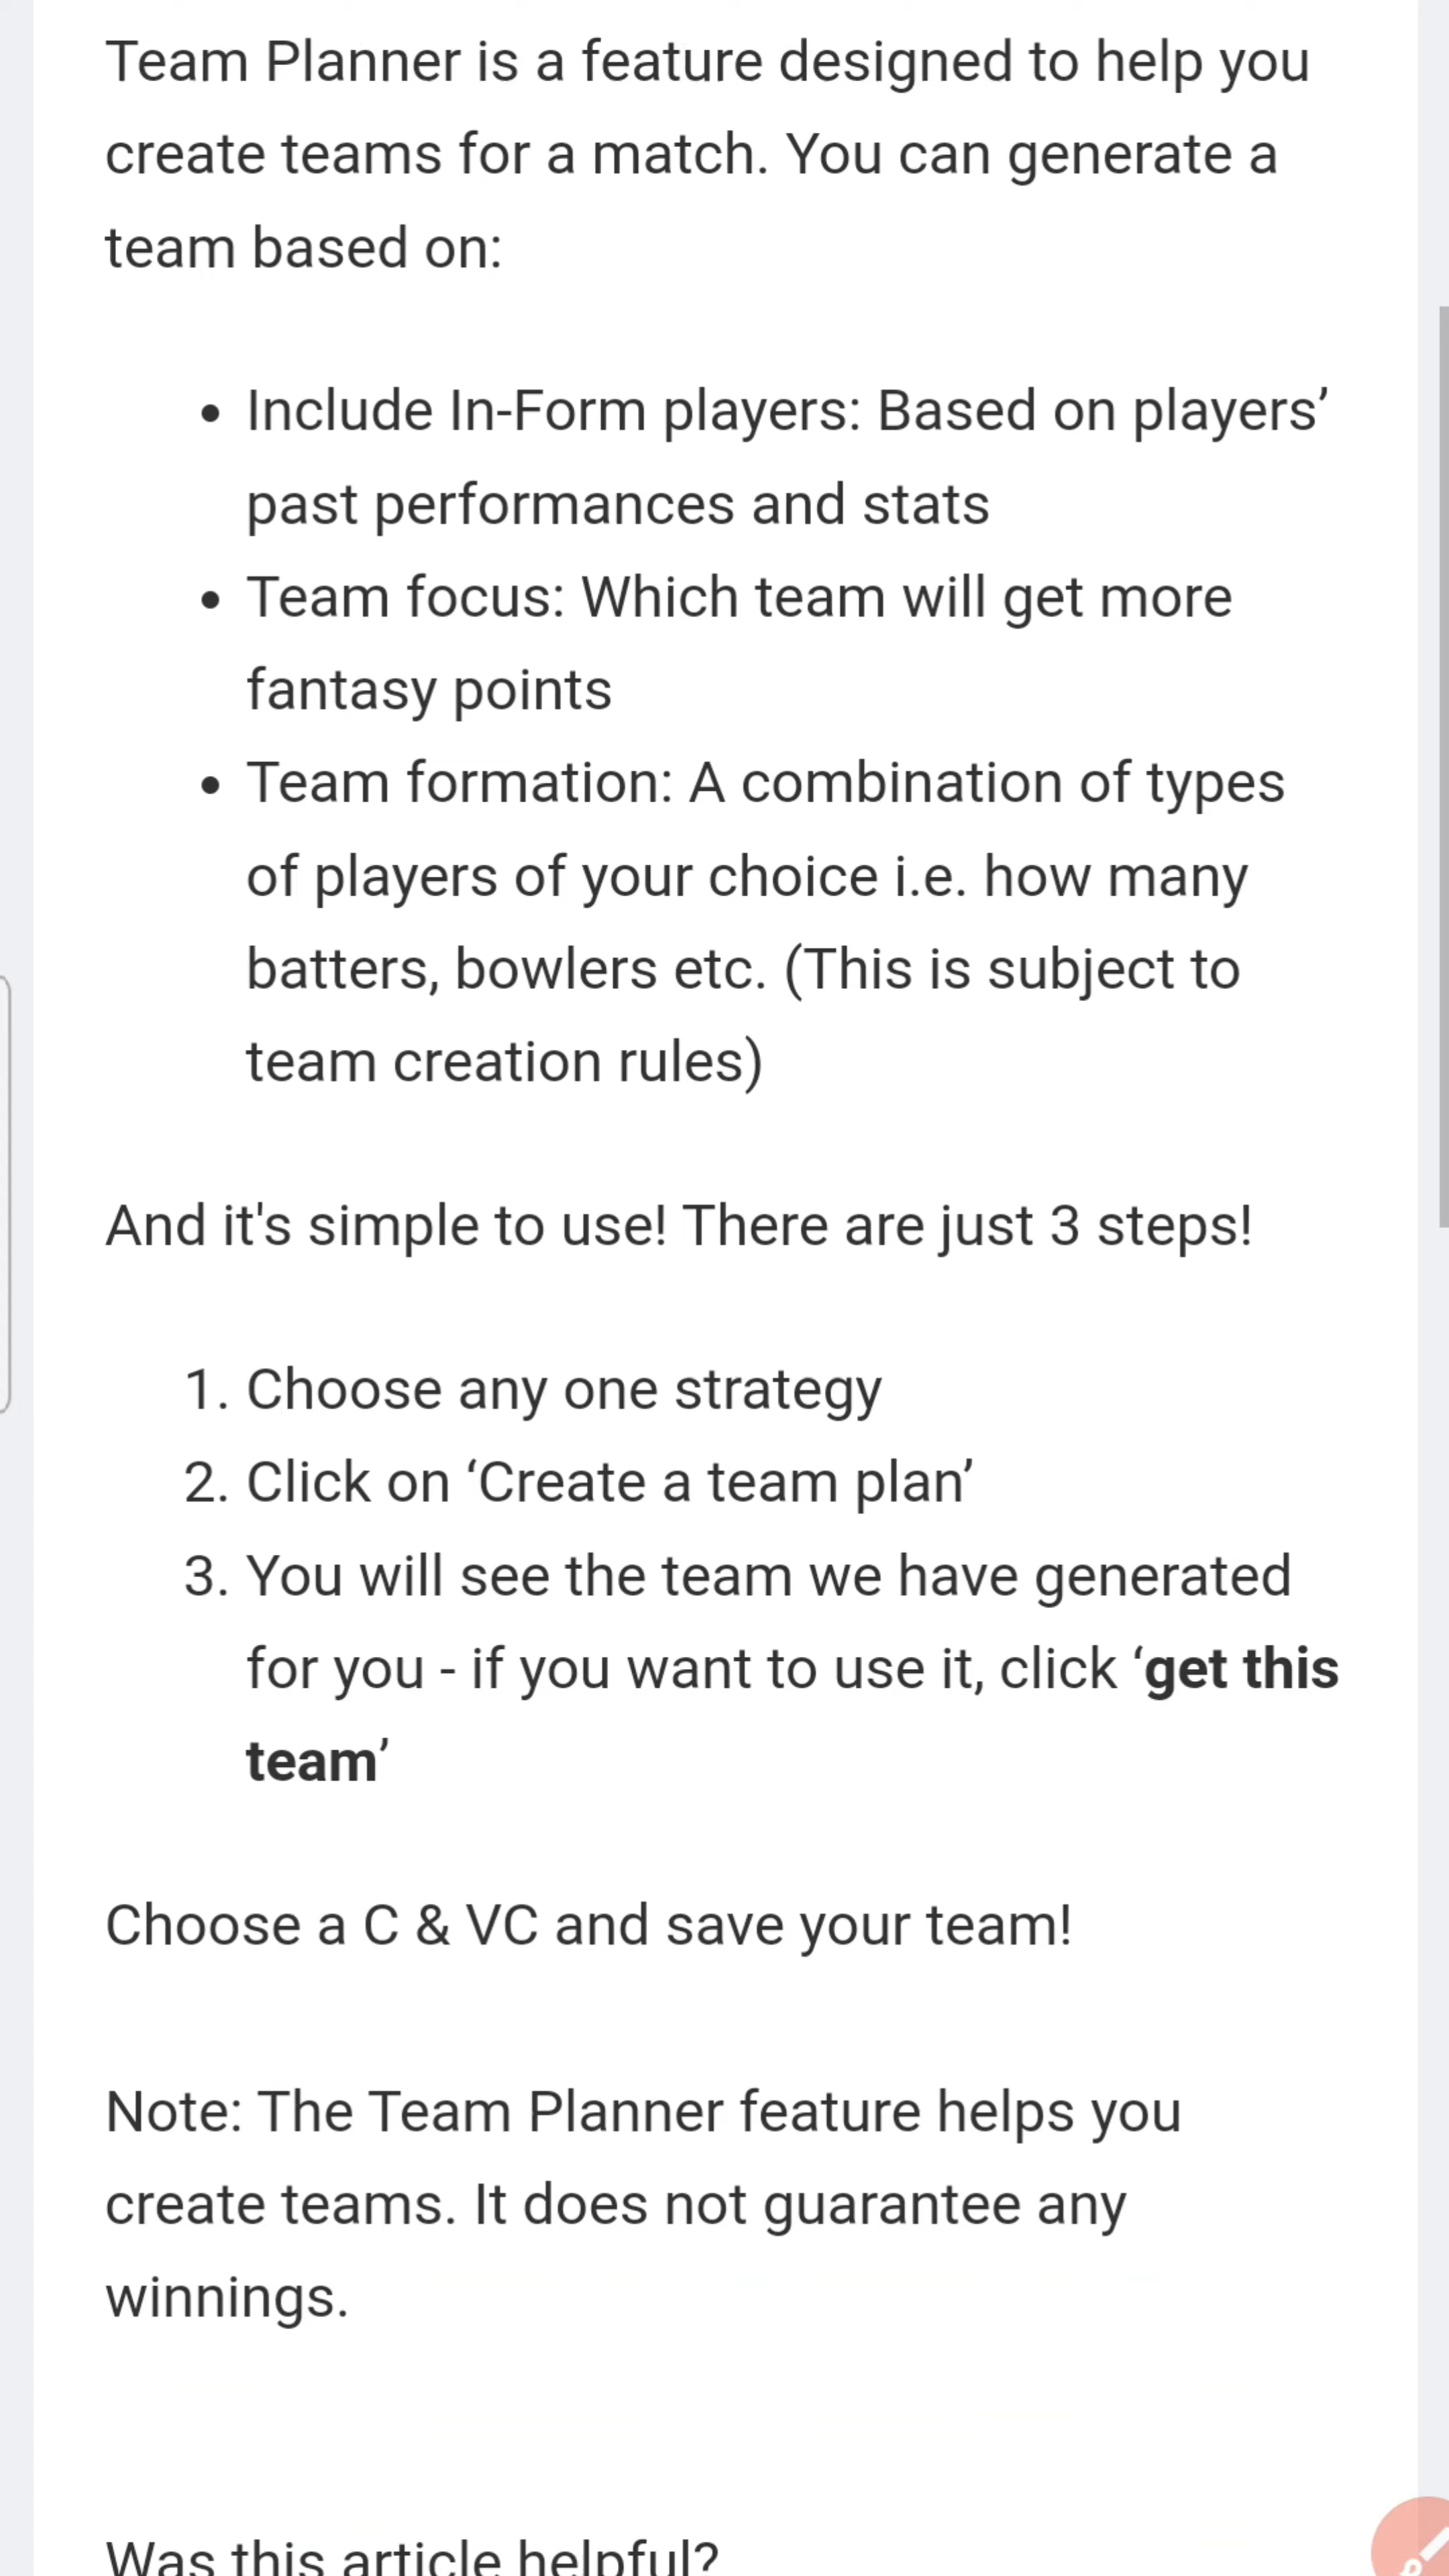 Team Planner is a feature designed to help you
create teams for a match. You can generate a
team based on:
• Include In-Form players: Based on players’
past performances and stats
• Team focus: Which team will get more
fantasy points
• Team formation: A combination of types
of players of your choice i.e. how many
batters, bowlers etc. (This is subject to
team creation rules)
And it's simple to use! There are just 3 steps!
1. Choose any one strategy
2. Click on ‘Create a team plan’
3. You will see the team we have generated
for you - if you want to use it, click ‘get this
team’
Choose a C & VC and save your team!
Note: The Team Planner feature helps you
create teams. It does not guarantee any
winnings.
Was this article helpful?